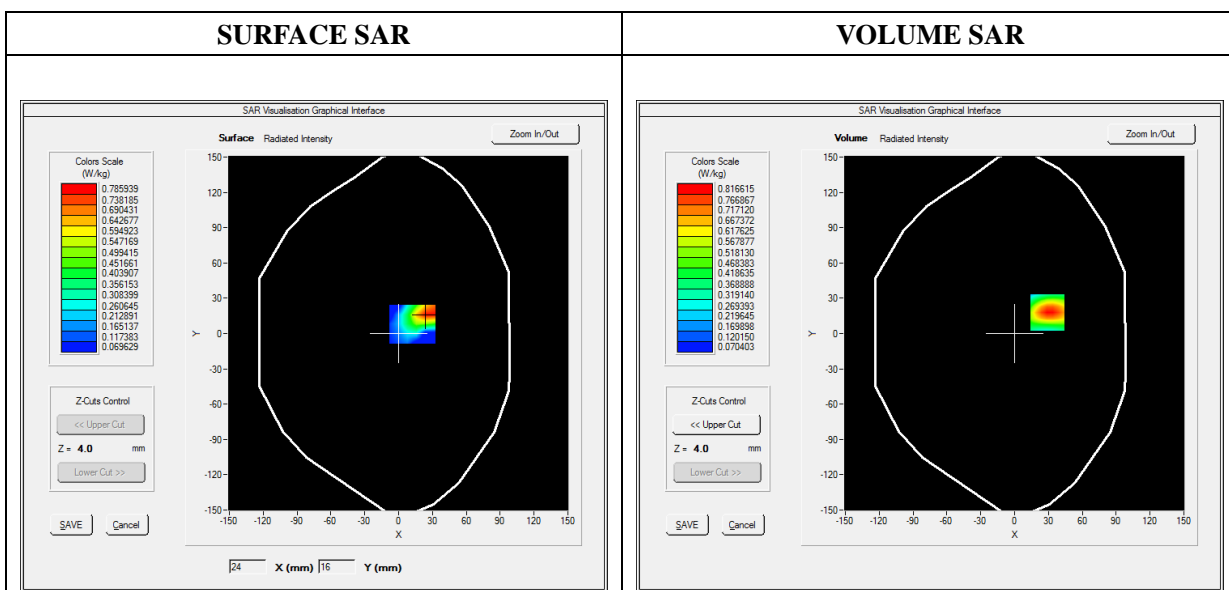 SURFACE SAR
VOLUME SAR
SAR Visualisation Graphical Interface
Surface Radiated Intensity
Zoom In/Out
Colors Scale
(W/kg)
0.785939
0.738185
0.690431
0.642677
0.594923
0.547169
0.499415
0.451661
0.403907
0.356153
0.308399
0.260645
0.212891
0.165137
0.117383
0.069629
Z-Cuts Control
<< Upper Cut
Z = 4.0 mm
Lower Cut >>
SAVE Cancel
150
120
90
60
30
0
-30
-60
-90
-120
-150
Y
-150 -120 -90 -60 -30 0 30 60 90 120 150
X
24 X (mm) 16 Y (mm)
SAR Visualisation Graphical Interface
Volume Radiated Intensity
Zoom In/Out
Colors Scale
(W/kg)
0.816615
0.766867
0.717120
0.667372
0.617625
0.567877
0.518130
0.468383
0.418635
0.368888
0.319140
0.269393
0.219645
0.169898
0.120150
0.070403
Z-Cuts Control
<< Upper Cut
Z = 4.0 mm
Lower Cut >>
SAVE Cancel
150
120
90
60
30
0
-30
-60
-90
-120
-150
Y
-150 -120 -90 -60 -30 0 30 60 90 120 150
X